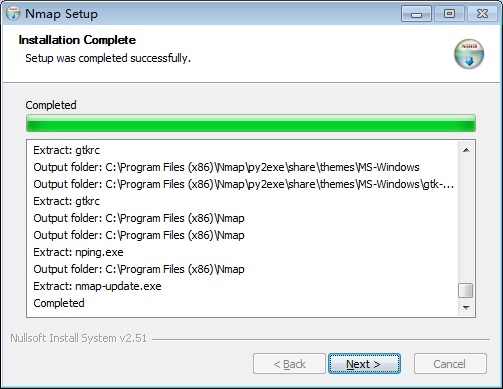 Nmap Setup
Installation Complete
Setup was completed successfully.
Completed
Extract: gtkrc
Output folder: C:\Program Files (x86)\Nmap\py2exe\share\themes\MS-Windows
Output folder: C:\Program Files (x86)\Nmap\py2exe\share\themes\MS-Windows\gtk-...
Extract: gtkrc
Output folder: C:\Program Files (x86)\Nmap
Output folder: C:\Program Files (x86)\Nmap
Extract: nping.exe
Output folder: C:\Program Files (x86)\Nmap
Extract: nmap-update.exe
Completed
Nullsoft Install System v2.51
< Back Next > Cancel